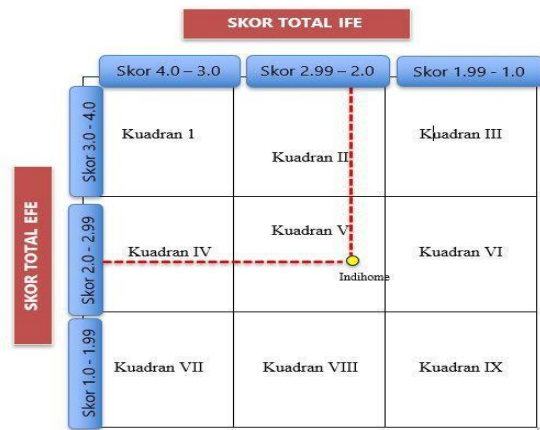 SKOR TOTAL IFE
Skor 4.0 – 3.0
Skor 2.99 – 2.0
Skor 1.99 - 1.0
SKOR TOTAL EFE
Skor 3.0 - 4.0
Kuadran 1
Kuadran II
Kuadran III
Skor 2.0 - 2.99
Kuadran IV
Kuadran V
Kuadran VI
Indihome
Skor 1.0 - 1.99
Kuadran VII
Kuadran VIII
Kuadran IX